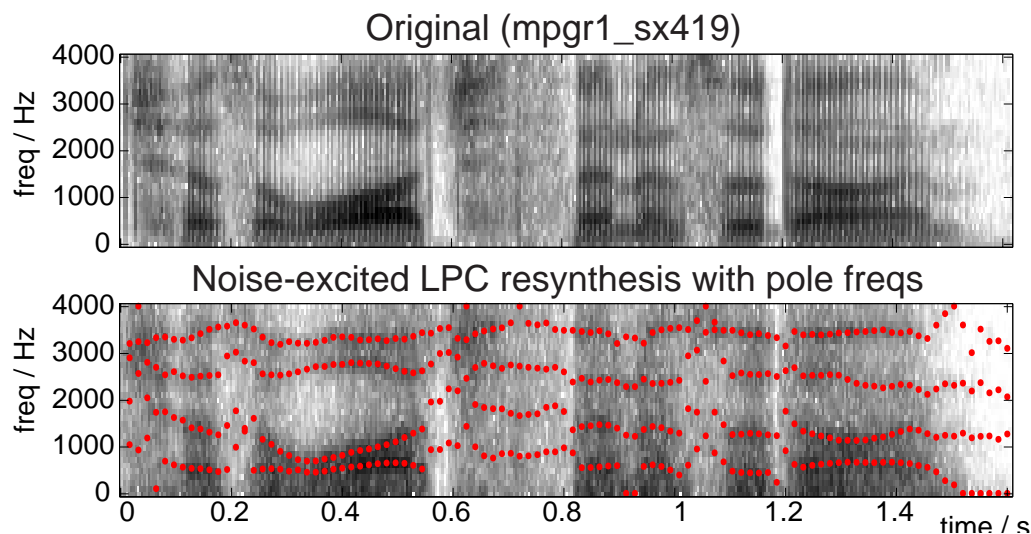 Original (mpgr1_sx419)
freq / Hz
4000
3000
2000
1000
0
Noise-excited LPC resynthesis with pole freqs
freq / Hz
4000
3000
2000
1000
0
0 0.2 0.4 0.6 0.8 1 1.2 1.4
time / s